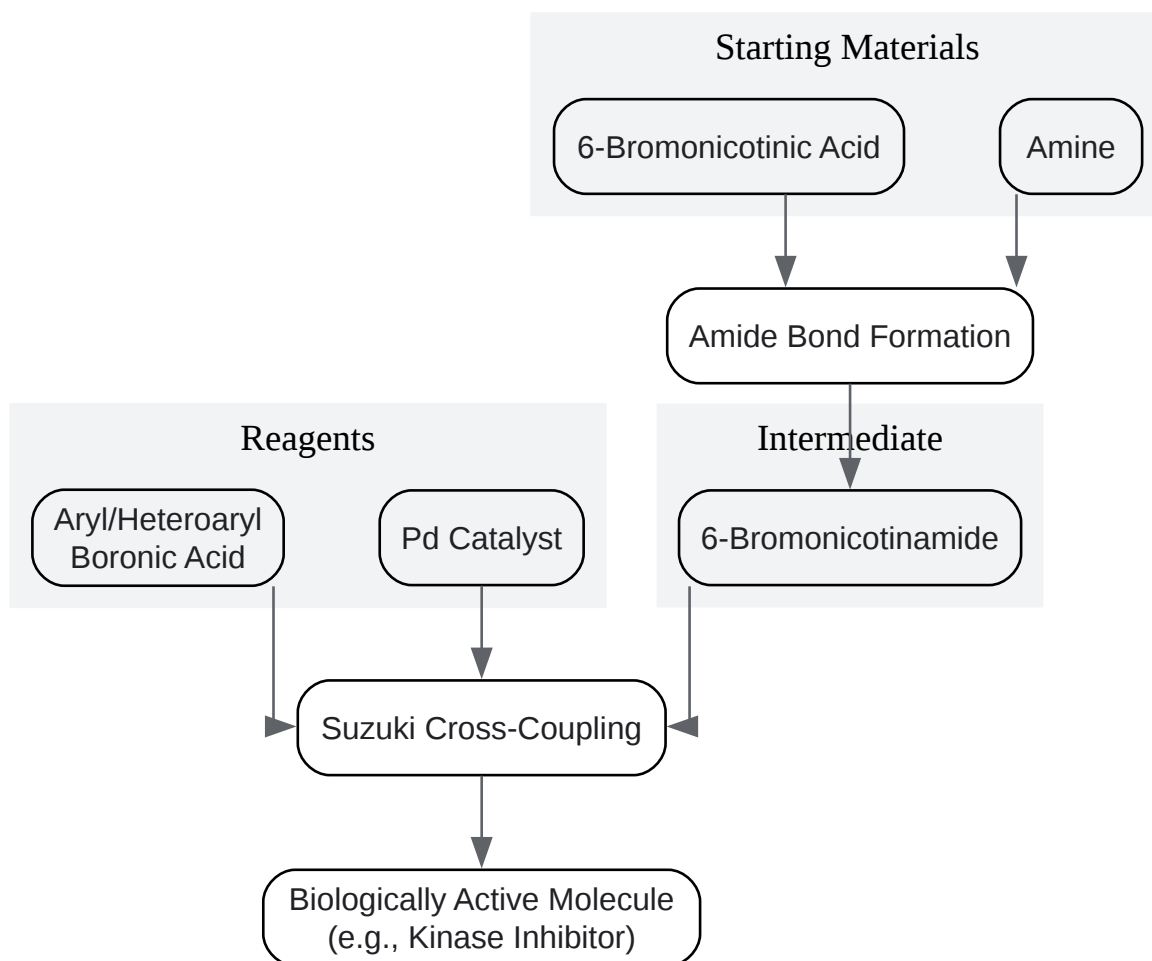 Starting Materials
6-Bromonicotinic Acid
Amine
Amide Bond Formation
Reagents
Intermediate
Aryl/Heteroaryl
Boronic Acid
Pd Catalyst
6-Bromonicotinamide
Suzuki Cross-Coupling
Biologically Active Molecule
(e.g., Kinase Inhibitor)